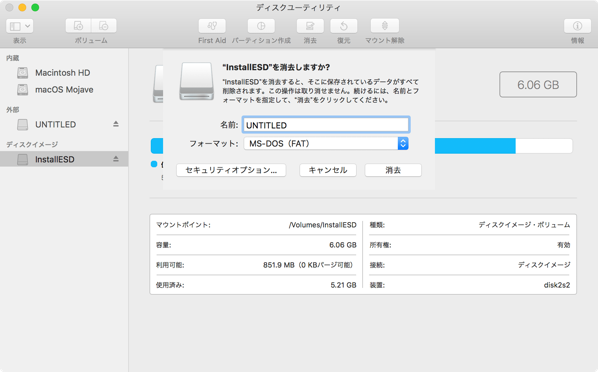 ディスクユーティリティ
表示
ボリューム
First Aid
パーティション作成
消去
復元
マウント解除
情報
内蔵
Macintosh HD
macOS Mojave
外部
UNTITLED
ディスクイメージ
InstallESD
"InstallESD"を消去しますか?
"InstallESD"を消去すると、そこに保存されているデータがすべて
削除されます。この操作は取り消せません。続けるには、名前とフ
ォーマットを指定して、"消去"をクリックしてください。
名前:
UNTITLED
フォーマット:
MS-DOS（FAT）
セキュリティオプション...
キャンセル
消去
6.06 GB
マウントポイント:
/Volumes/InstallESD
容量:
6.06 GB
利用可能:
851.9 MB（0 KBパージ可能）
使用済み:
5.21 GB
種類:
ディスクイメージ・ボリューム
所有権:
有効
接続:
ディスクイメージ
装置:
disk2s2